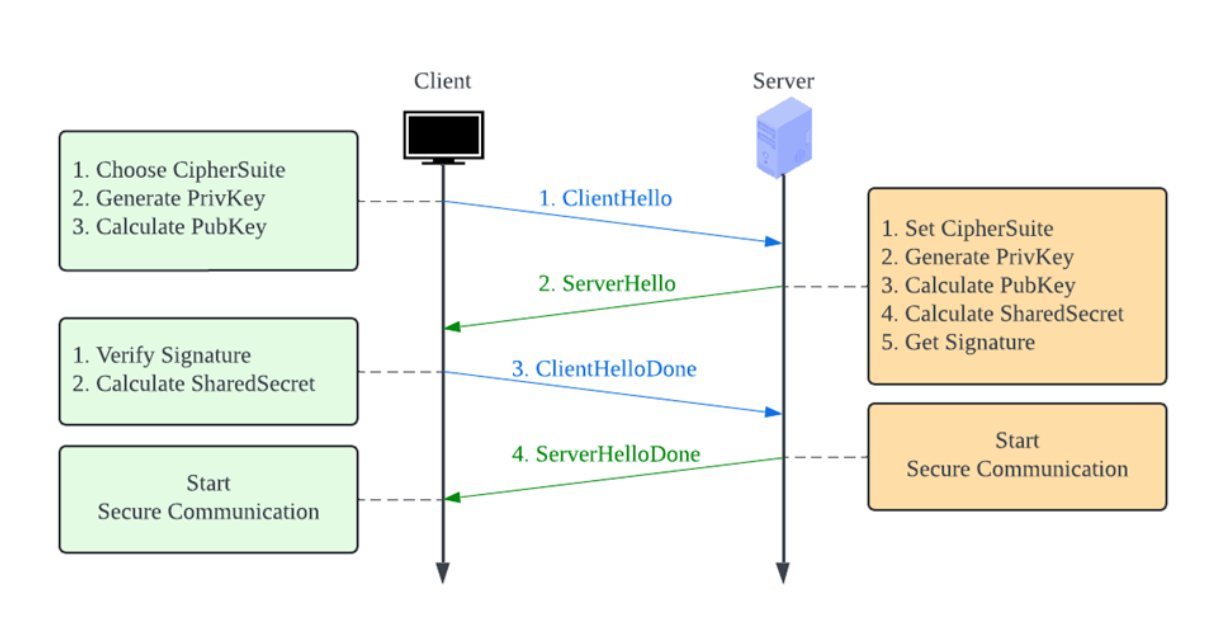 Client
Server
1. Choose CipherSuite
2. Generate PrivKey
3. Calculate PubKey
1. ClientHello
1. Set CipherSuite
2. Generate PrivKey
3. Calculate PubKey
4. Calculate SharedSecret
5. Get Signature
2. ServerHello
1. Verify Signature
2. Calculate SharedSecret
3. ClientHelloDone
4. ServerHelloDone
Start
Secure Communication
Start
Secure Communication